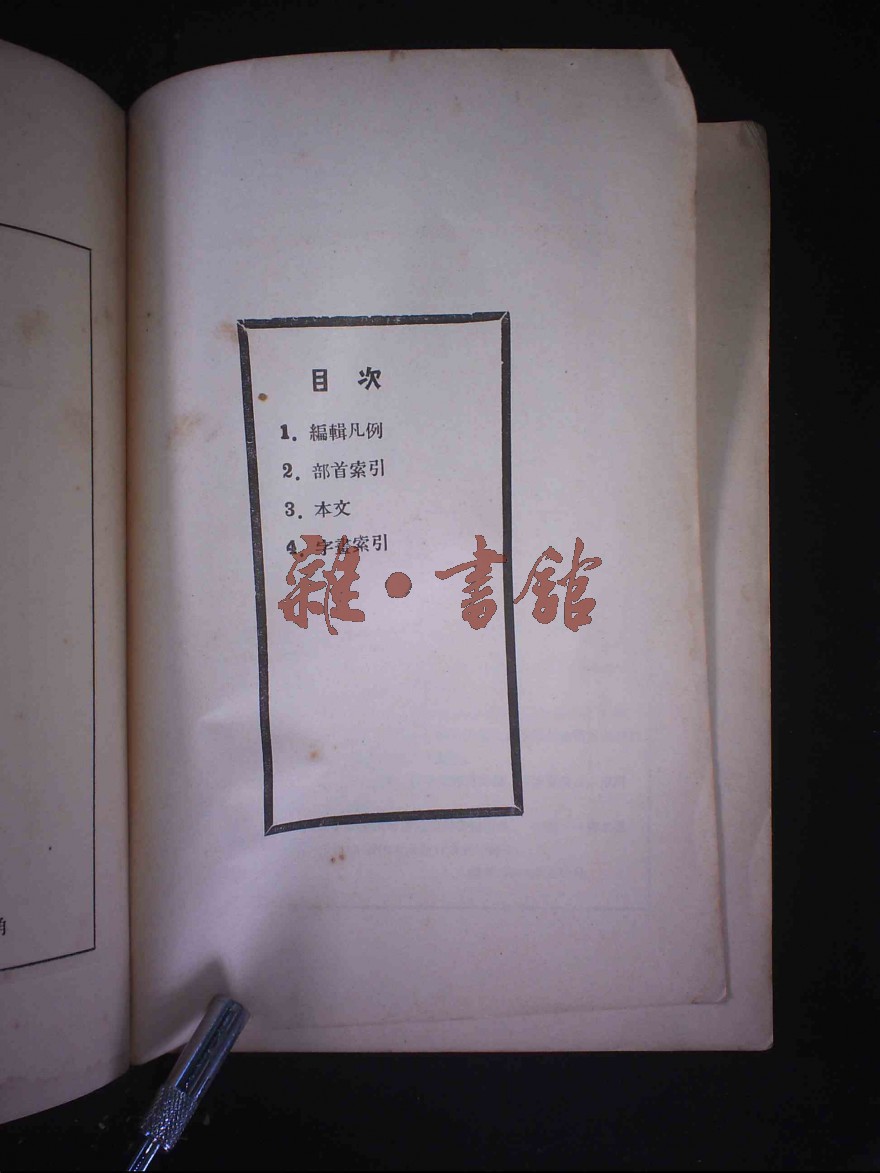 目次
1. 編輯凡例
2. 部首索引
3. 本文
4. 字畫索引
雜·書館